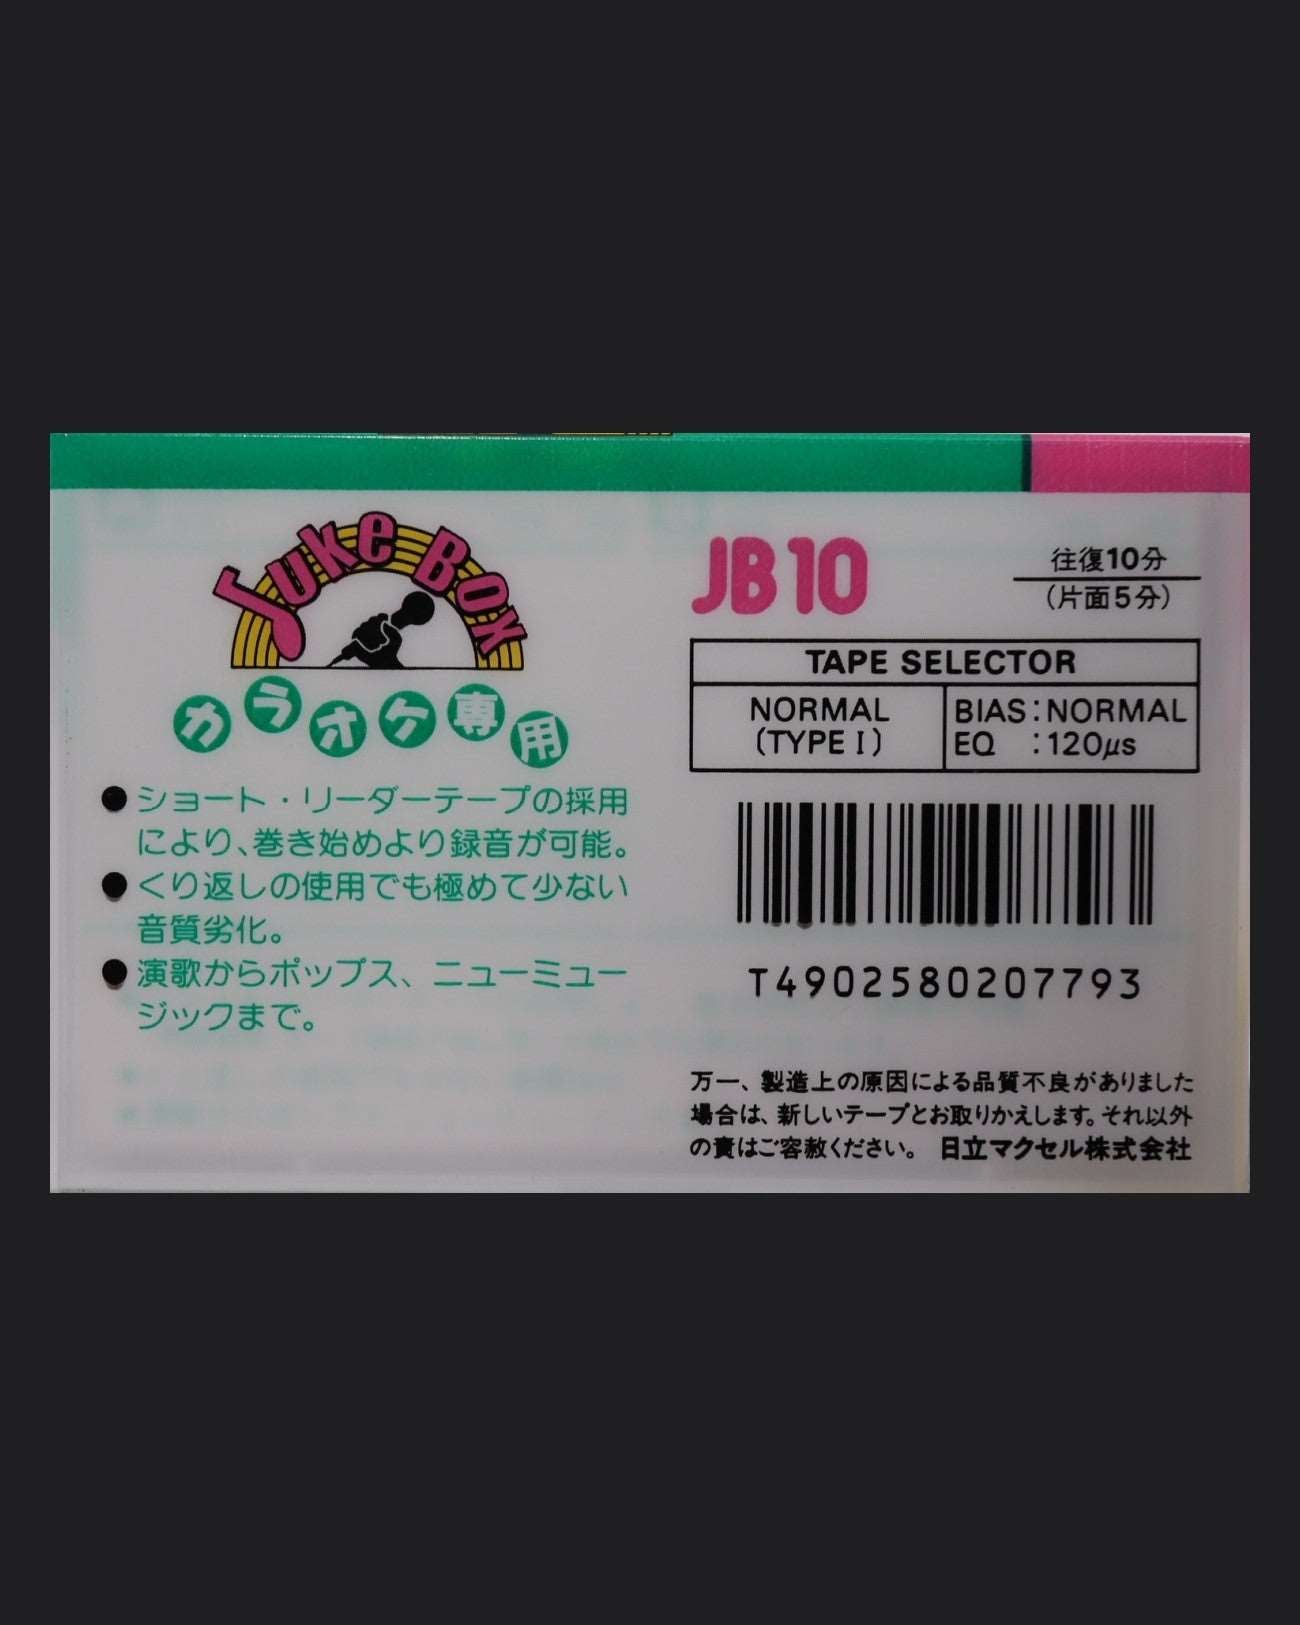 Juke Box
カラオケ専用
●ショート・リーダーテープの採用
により、巻き始めより録音が可能。
●くり返しの使用でも極めて少ない
音質劣化。
●演歌からポップス、ニューミュー
ジックまで。
JB10
往復10分
(片面5分)
TAPE SELECTOR
NORMAL
(TYPE I)
BIAS:NORMAL
EQ :120μs
T4902580207793
万一、製造上の原因による品質不良がありました
場合は、新しいテープとお取りかえします。それ以外
の責はご容赦ください。 日立マクセル株式会社